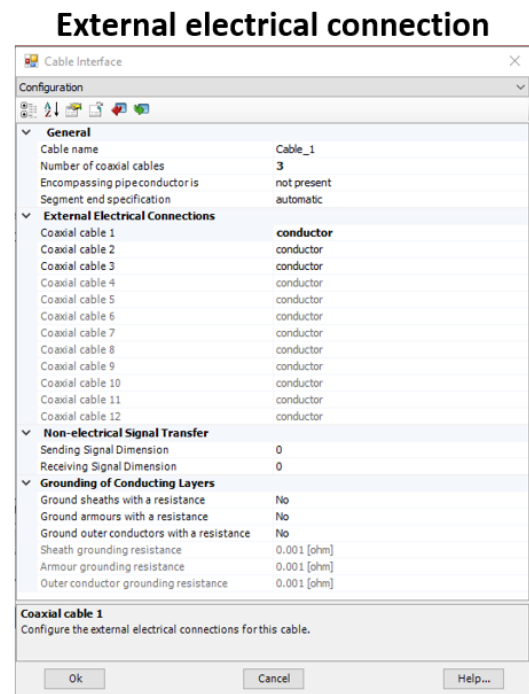 External electrical connection
Cable Interface
Configuration
General
Cable name Cable_1
Number of coaxial cables 3
Encompassing pipeconductor is not present
Segment end specification automatic
External Electrical Connections
Coaxial cable 1 conductor
Coaxial cable 2 conductor
Coaxial cable 3 conductor
Coaxial cable 4 conductor
Coaxial cable 5 conductor
Coaxial cable 6 conductor
Coaxial cable 7 conductor
Coaxial cable 8 conductor
Coaxial cable 9 conductor
Coaxial cable 10 conductor
Coaxial cable 11 conductor
Coaxial cable 12 conductor
Non-electrical Signal Transfer
Sending Signal Dimension 0
Receiving Signal Dimension 0
Grounding of Conducting Layers
Ground sheaths with a resistance No
Ground armours with a resistance No
Ground outer conductors with a resistance No
Sheath grounding resistance 0.001 [ohm]
Armour grounding resistance 0.001 [ohm]
Outer conductor grounding resistance 0.001 [ohm]
Coaxial cable 1
Configure the external electrical connections for this cable.
Ok Cancel Help...